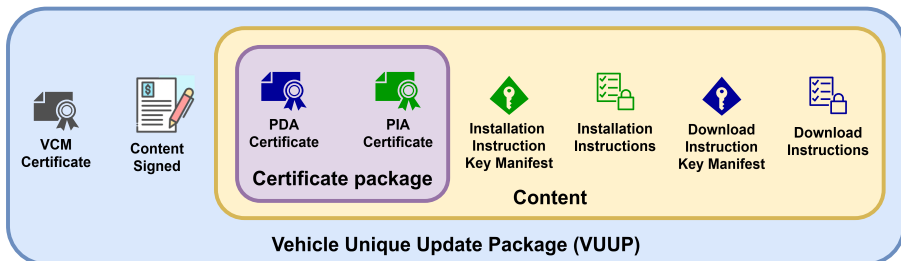 VCM
Certificate
Content
Signed
PDA
Certificate
PIA
Certificate
Certificate package
Installation
Instruction
Key Manifest
Installation
Instructions
Download
Instruction
Key Manifest
Download
Instructions
Content
Vehicle Unique Update Package (VUUP)